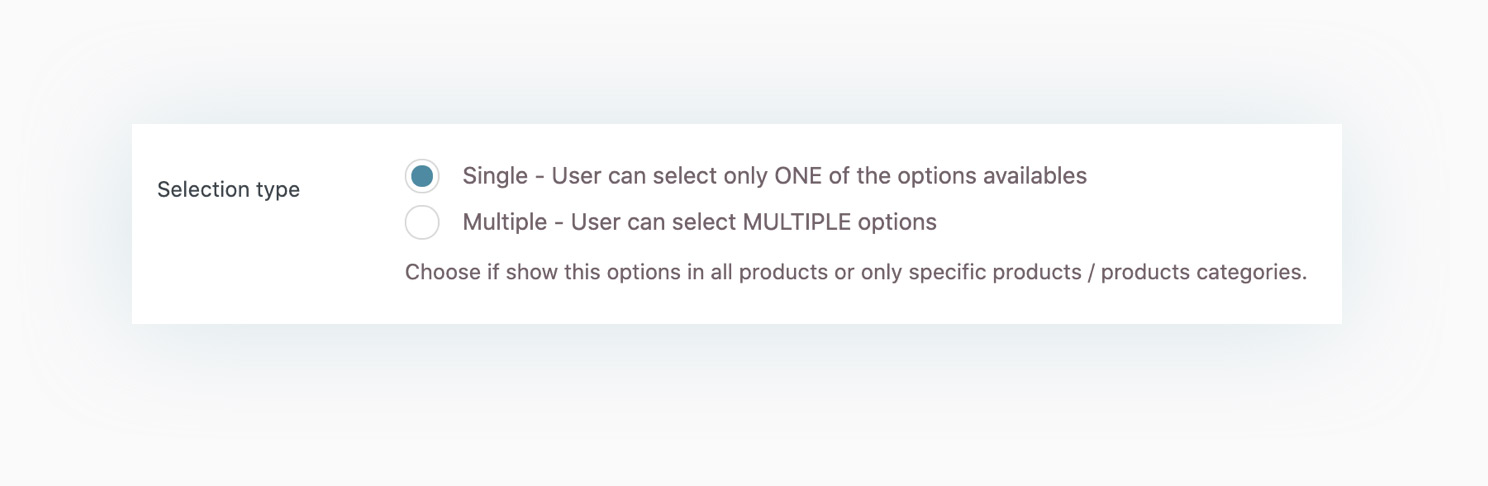 Selection type
Single - User can select only ONE of the options availables
Multiple - User can select MULTIPLE options
Choose if show this options in all products or only specific products / products categories.